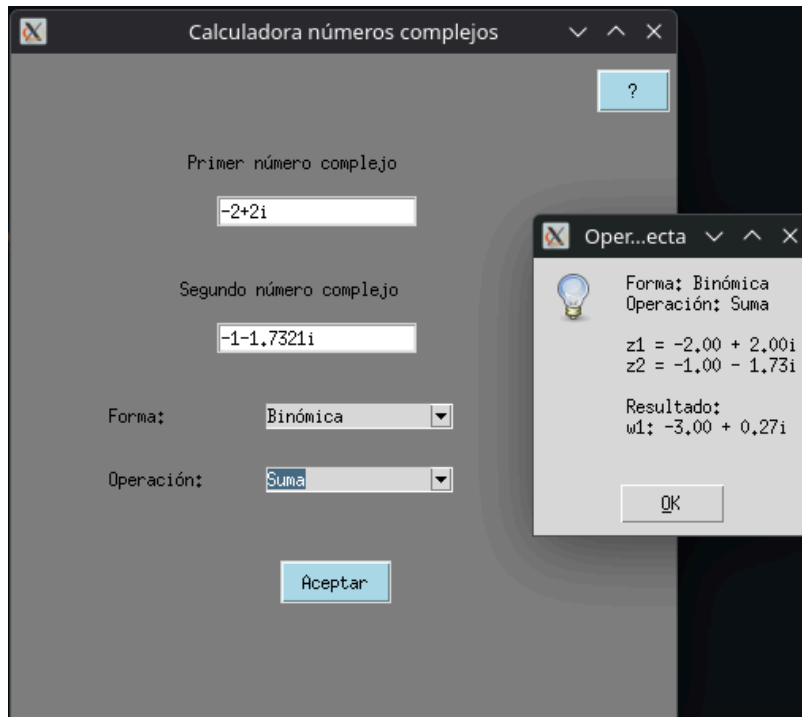 Calculadora números complejos
?
Primer número complejo
-2+2i
Segundo número complejo
-1-1.7321i
Forma: Binómica
Operación: Suma
Aceptar
Oper...ecta
Forma: Binómica
Operación: Suma
z1 = -2.00 + 2.00i
z2 = -1.00 - 1.73i
Resultado:
w1: -3.00 + 0.27i
OK